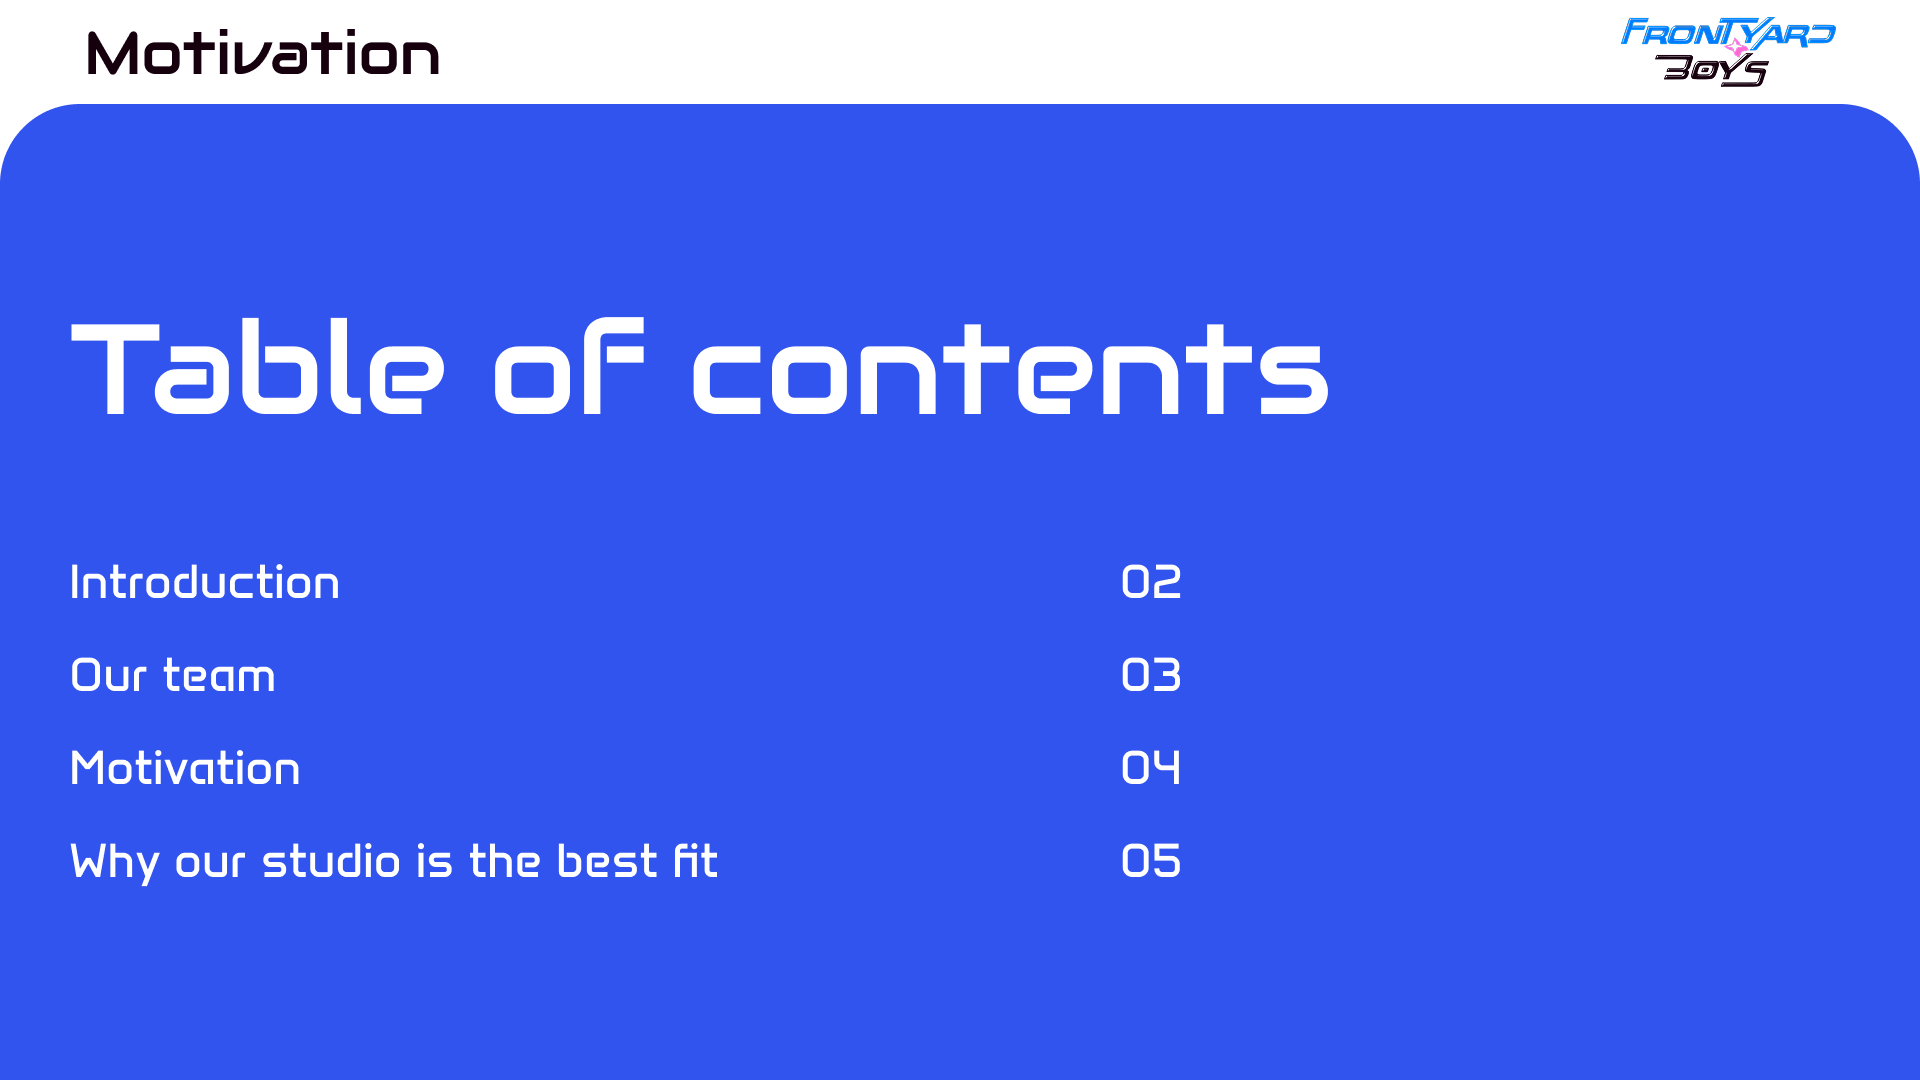 Motivation
FRONTYARD
BOYS
Table of contents
Introduction 02
Our team 03
Motivation 04
Why our studio is the best fit 05